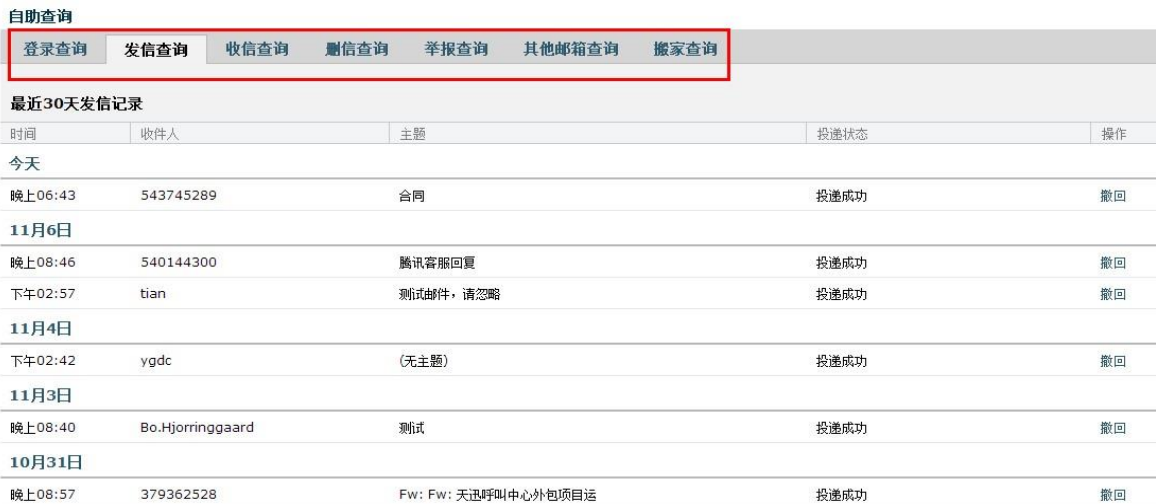 自助查询
登录查询 发信查询 收信查询 删信查询 举报查询 其他邮箱查询 搬家查询
最近30天发信记录
时间 收件人 主题 投递状态 操作
今天
晚上06:43 543745289 合同 投递成功 撤回
11月6日
晚上08:46 540144300 腾讯客服回复 投递成功 撤回
下午02:57 tian 测试邮件，请忽略 投递成功 撤回
11月4日
下午02:42 ygdc (无主题) 投递成功 撤回
11月3日
晚上08:40 Bo.Hjorringgaard 测试 投递成功 撤回
10月31日
晚上08:57 379362528 Fw: Fw: 天迅呼叫中心外包项目运 投递成功 撤回